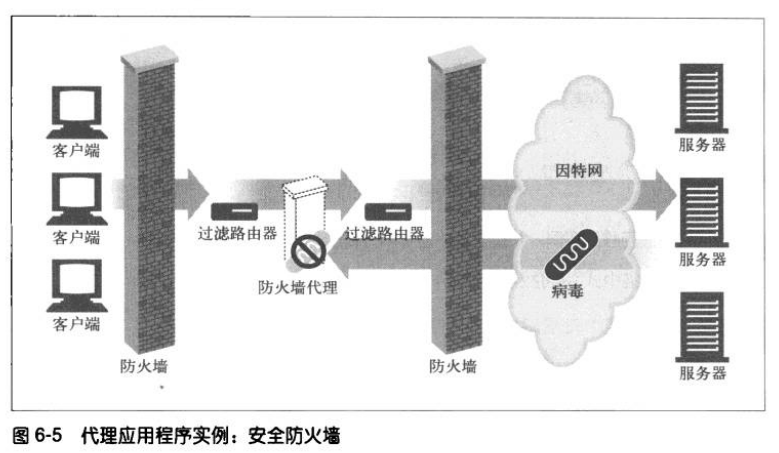 客户端
客户端
客户端
防火墙
过滤路由器
防火墙代理
过滤路由器
防火墙
因特网
病毒
服务器
服务器
服务器
图 6-5 代理应用程序实例：安全防火墙